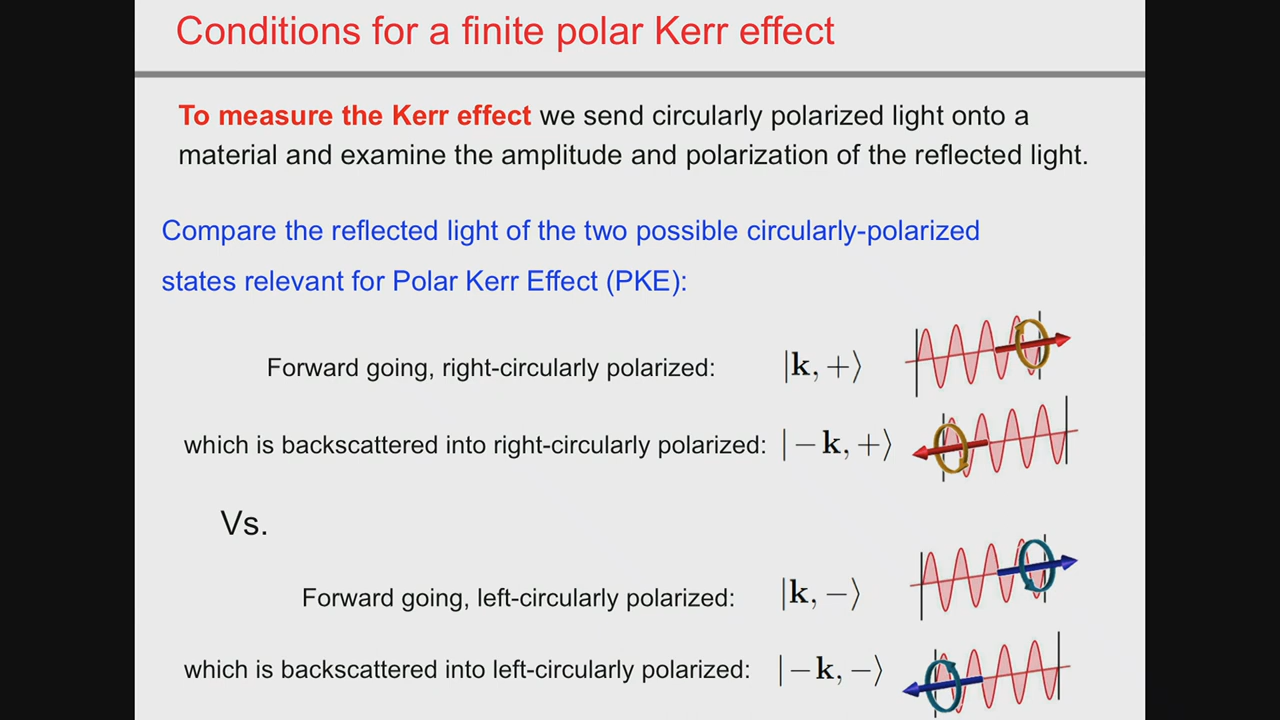 Conditions for a finite polar Kerr effect
To measure the Kerr effect we send circularly polarized light onto a
material and examine the amplitude and polarization of the reflected light.
Compare the reflected light of the two possible circularly-polarized
states relevant for Polar Kerr Effect (PKE):
Forward going, right-circularly polarized: |k, +⟩
which is backscattered into right-circularly polarized: |−k, +⟩
Vs.
Forward going, left-circularly polarized: |k, −⟩
which is backscattered into left-circularly polarized: |−k, −⟩